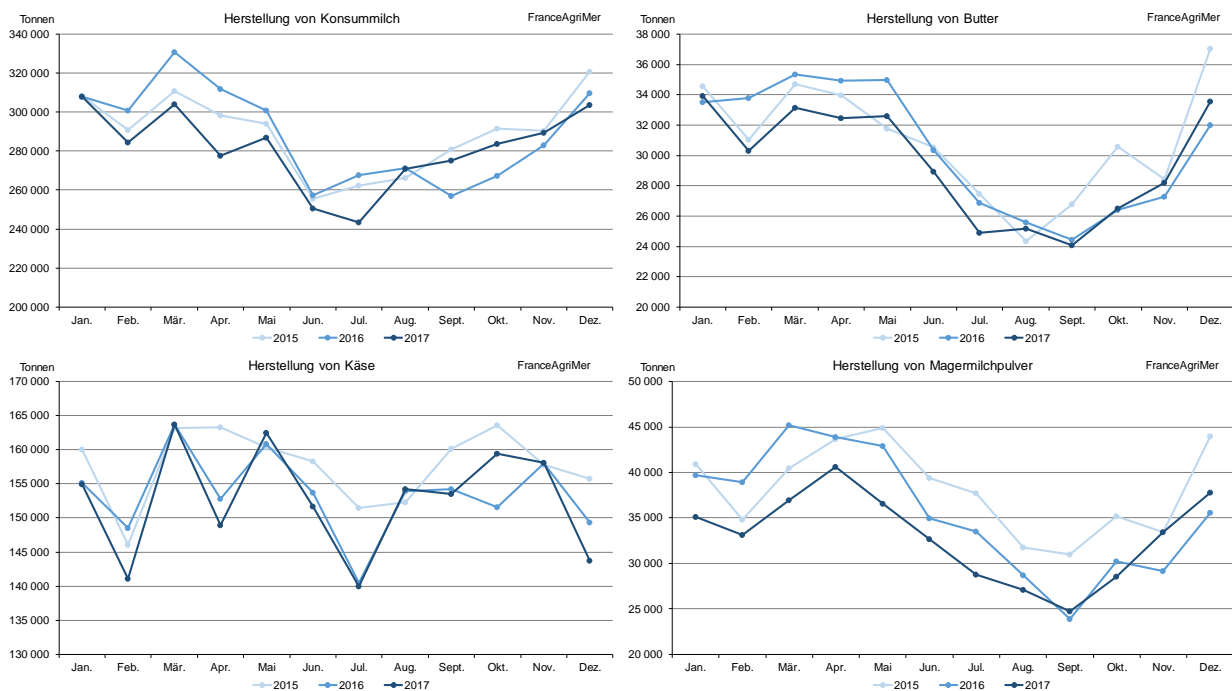 Tonnen Herstellung von Konsummilch FranceAgriMer
340 000
320 000
300 000
280 000
260 000
240 000
220 000
200 000
Jan. Feb. Mär. Apr. Mai Jun. Jul. Aug. Sept. Okt. Nov. Dez.
2015 2016 2017
Tonnen Herstellung von Butter FranceAgriMer
38 000
36 000
34 000
32 000
30 000
28 000
26 000
24 000
22 000
20 000
Jan. Feb. Mär. Apr. Mai Jun. Jul. Aug. Sept. Okt. Nov. Dez.
2015 2016 2017
Tonnen Herstellung von Käse FranceAgriMer
170 000
165 000
160 000
155 000
150 000
145 000
140 000
135 000
130 000
Jan. Feb. Mär. Apr. Mai Jun. Jul. Aug. Sept. Okt. Nov. Dez.
2015 2016 2017
Tonnen Herstellung von Magermilchpulver FranceAgriMer
50 000
45 000
40 000
35 000
30 000
25 000
20 000
Jan. Feb. Mär. Apr. Mai Jun. Jul. Aug. Sept. Okt. Nov. Dez.
2015 2016 2017